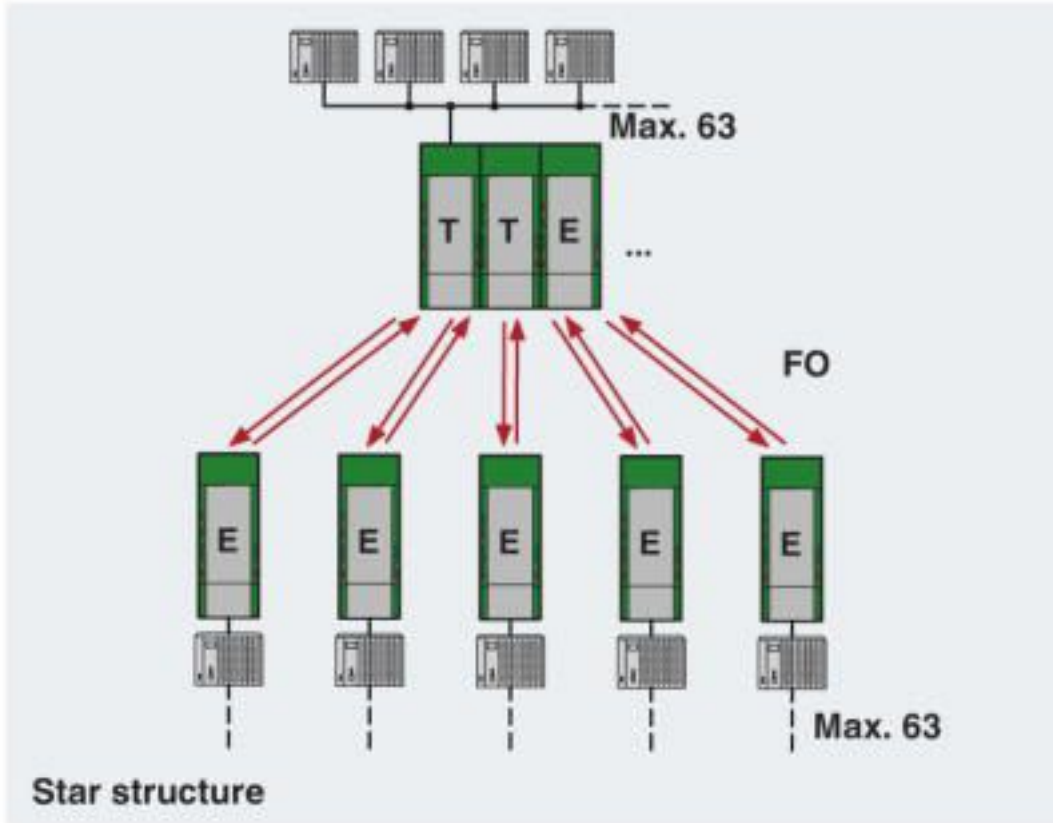 Max. 63
T T E ...
FO
E E E E E
Max. 63
Star structure